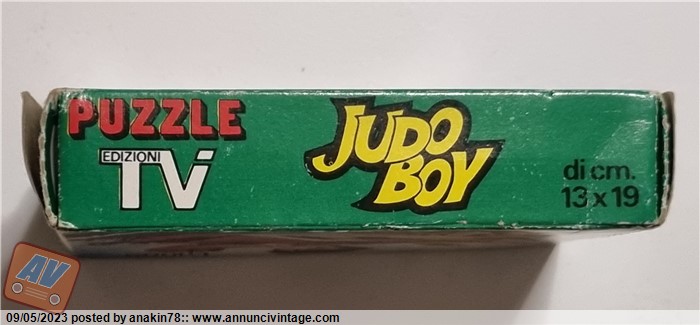 PUZZLE
EDIZIONI
TV
JUDO
BOY
di cm.
13 x 19
AV
09/05/2023 posted by anakin78:: www.annuncivintage.com